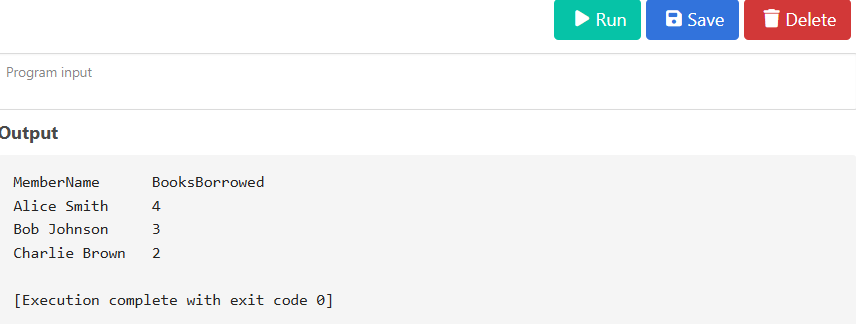 Run Save Delete
Program input
Output
MemberName BooksBorrowed
Alice Smith 4
Bob Johnson 3
Charlie Brown 2
[Execution complete with exit code 0]